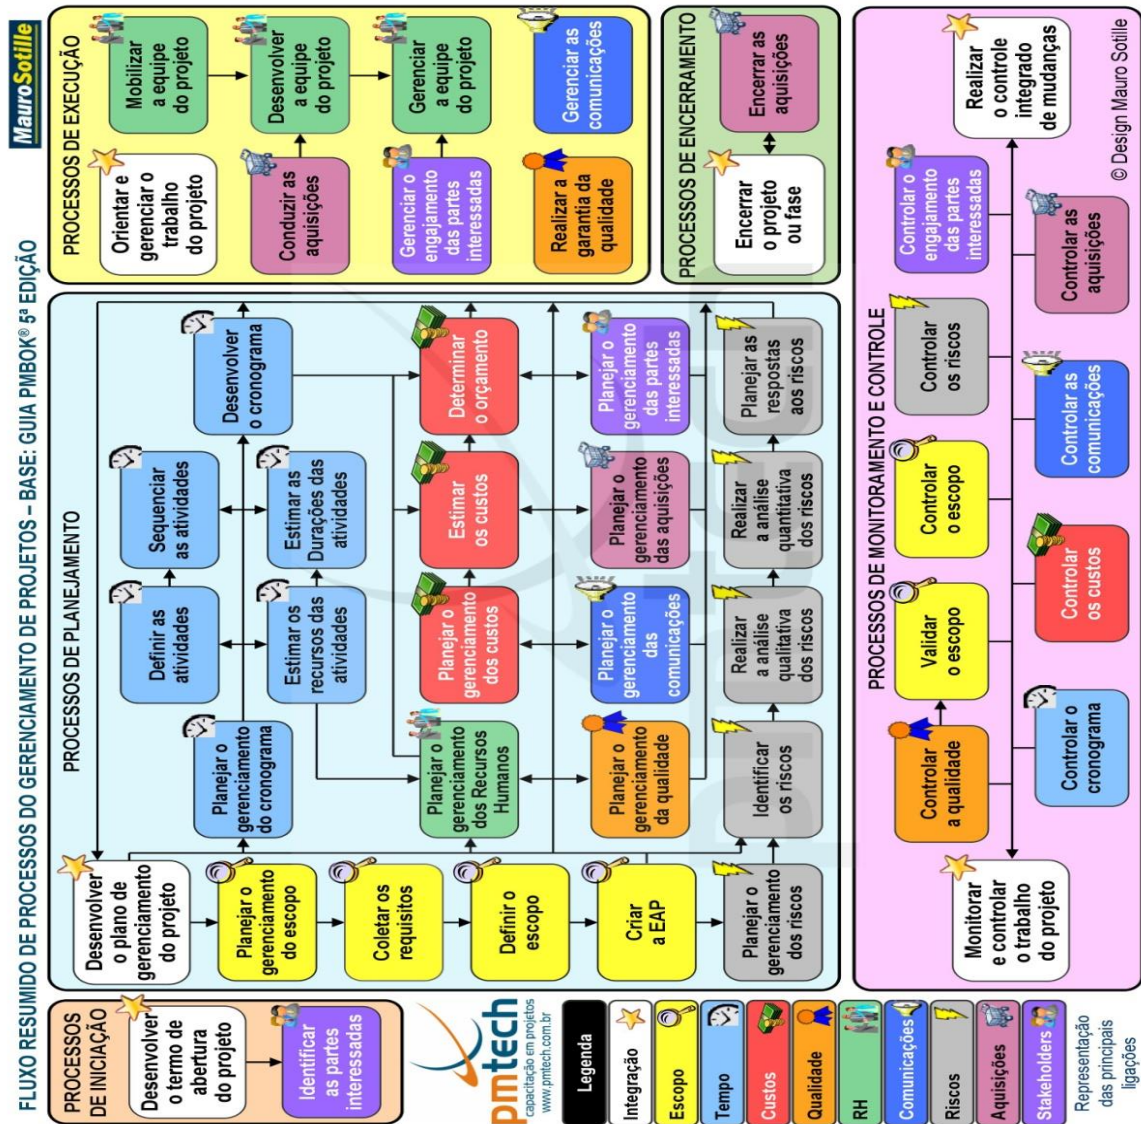 FLUXO RESUMIDO DE PROCESSOS DO GERENCIAMENTO DE PROJETOS – BASE: GUIA PMBOK® 5ª EDIÇÃO
MauroSotille
PROCESSOS
DE INICIAÇÃO
Desenvolver
o termo de
abertura
do projeto
Identificar
as partes
interessadas
pmtech
capacitação em projetos
www.pmtech.com.br
Legenda
Integração
Escopo
Tempo
Custos
Qualidade
RH
Comunicações
Riscos
Aquisições
Stakeholders
Representação
das principais
ligações
PROCESSOS DE PLANEJAMENTO
Desenvolver
o plano de
gerenciamento
do projeto
Planejar o
gerenciamento
do escopo
Coletar os
requisitos
Definir o
escopo
Criar
a EAP
Planejar o
gerenciamento
dos riscos
Planejar o
gerenciamento
do cronograma
Definir as
atividades
Sequenciar
as atividades
Desenvolver
o cronograma
Estimar os
recursos das
atividades
Estimar as
Durações das
atividades
Planejar o
gerenciamento
dos Recursos
Humanos
Planejar o
gerenciamento
dos custos
Estimar
os custos
Determinar
o orçamento
Planejar o
gerenciamento
da qualidade
Planejar o
gerenciamento
das
comunicações
Planejar o
gerenciamento
das aquisições
Planejar o
gerenciamento
das partes
interessadas
Identificar
os riscos
Realizar
a análise
qualitativa
dos riscos
Realizar
a análise
quantitativa
dos riscos
Planejar as
respostas
aos riscos
PROCESSOS DE EXECUÇÃO
Orientar e
gerenciar o
trabalho
do projeto
Mobilizar
a equipe
do projeto
Conduzir as
aquisições
Desenvolver
a equipe
do projeto
Gerenciar o
engajamento
das partes
interessadas
Gerenciar
a equipe
do projeto
Realizar a
garantia da
qualidade
Gerenciar as
comunicações
PROCESSOS DE ENCERRAMENTO
Encerrar
o projeto
ou fase
Encerrar as
aquisições
PROCESSOS DE MONITORAMENTO E CONTROLE
Monitorar
e controlar
o trabalho
do projeto
Controlar
a qualidade
Validar
o escopo
Controlar
o escopo
Controlar
os riscos
Controlar o
engajamento
das partes
interessadas
Controlar o
cronograma
Controlar
os custos
Controlar as
comunicações
Controlar as
aquisições
Realizar
o controle
integrado
de mudanças
© Design Mauro Sotille